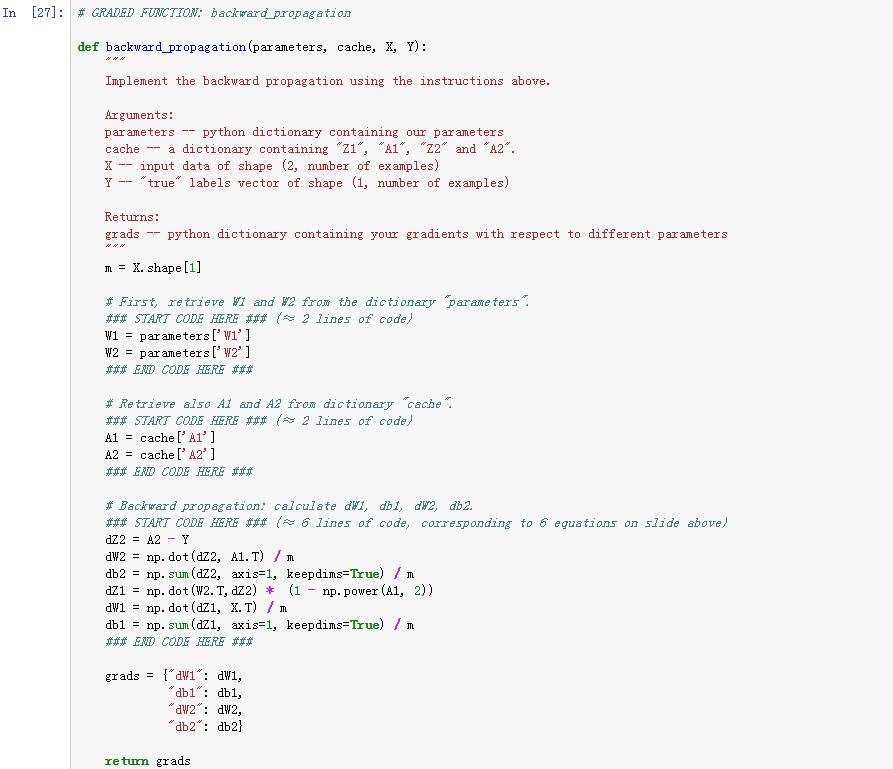 In [27]: # GRADED FUNCTION: backward_propagation
def backward_propagation(parameters, cache, X, Y):
"""
Implement the backward propagation using the instructions above.
Arguments:
parameters -- python dictionary containing our parameters
cache -- a dictionary containing "Z1", "A1", "Z2" and "A2".
X -- input data of shape (2, number of examples)
Y -- "true" labels vector of shape (1, number of examples)
Returns:
grads -- python dictionary containing your gradients with respect to different parameters
"""
m = X.shape[1]
# First, retrieve W1 and W2 from the dictionary "parameters".
### START CODE HERE ### (≈ 2 lines of code)
W1 = parameters['W1']
W2 = parameters['W2']
### END CODE HERE ###
# Retrieve also A1 and A2 from dictionary "cache".
### START CODE HERE ### (≈ 2 lines of code)
A1 = cache['A1']
A2 = cache['A2']
### END CODE HERE ###
# Backward propagation: calculate dW1, db1, dW2, db2.
### START CODE HERE ### (≈ 6 lines of code, corresponding to 6 equations on slide above)
dZ2 = A2 - Y
dW2 = np.dot(dZ2, A1.T) / m
db2 = np.sum(dZ2, axis=1, keepdims=True) / m
dZ1 = np.dot(W2.T,dZ2) * (1 - np.power(A1, 2))
dW1 = np.dot(dZ1, X.T) / m
db1 = np.sum(dZ1, axis=1, keepdims=True) / m
### END CODE HERE ###
grads = {"dW1": dW1,
"db1": db1,
"dW2": dW2,
"db2": db2}
return grads